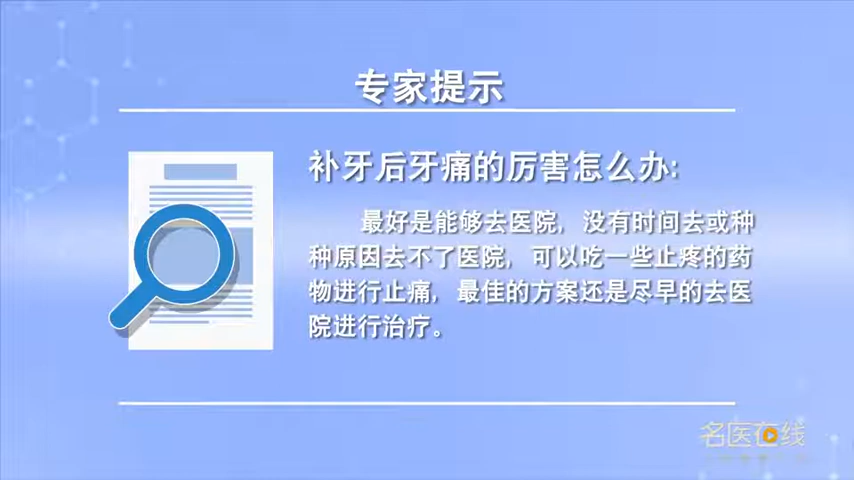 专家提示
补牙后牙痛的厉害怎么办:
最好是能够去医院，没有时间去或种
种原因去不了医院，可以吃一些止疼的药
物进行止痛，最佳的方案还是尽早的去医
院进行治疗。
名医在线